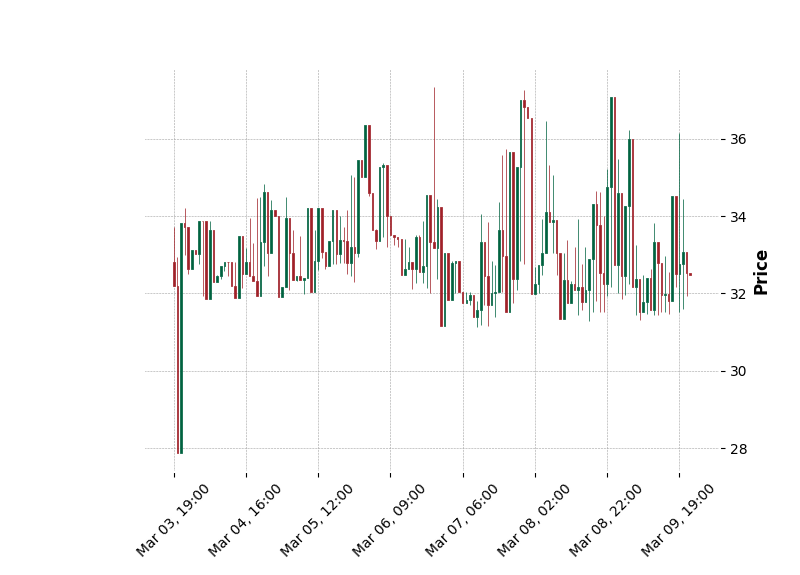 36
34
32
30
28
Price
Mar 03, 19:00
Mar 04, 16:00
Mar 05, 12:00
Mar 06, 09:00
Mar 07, 06:00
Mar 08, 02:00
Mar 08, 22:00
Mar 09, 19:00